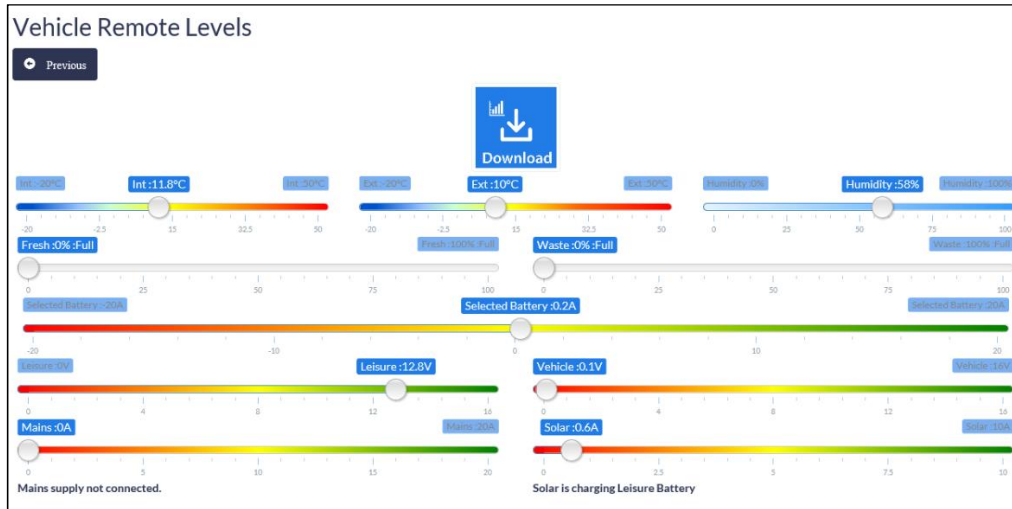 Vehicle Remote Levels
Previous
Download
Int :-20°C Int :11.8°C Int :50°C Ext :-20°C Ext :10°C Ext :50°C Humidity :0% Humidity :58% Humidity :100%
-20 -2.5 15 32.5 50 -20 -2.5 15 32.5 50 0 25 50 75 100
Fresh :0% :Full Fresh :100% :Full Waste :0% :Full Waste :100% :Full
0 25 50 75 100 0 25 50 75 100
Selected Battery :-20A Selected Battery :0.2A Selected Battery :20A
-20 -10 0 10 20
Leisure :0V Leisure :12.8V Vehicle :0.1V Vehicle :16V
0 4 8 12 16 0 4 8 12 16
Mains :0A Mains :20A Solar :0.6A Solar :10A
0 5 10 15 20 0 2.5 5 7.5 10
Mains supply not connected. Solar is charging Leisure Battery